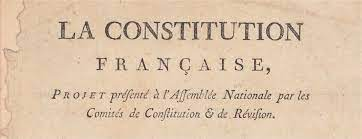 LA CONSTITUTION
FRANÇAISE,
PROJET préſenté à l'Aſſemblée Nationale par les
Comités de Conſtitution & de Réviſion.